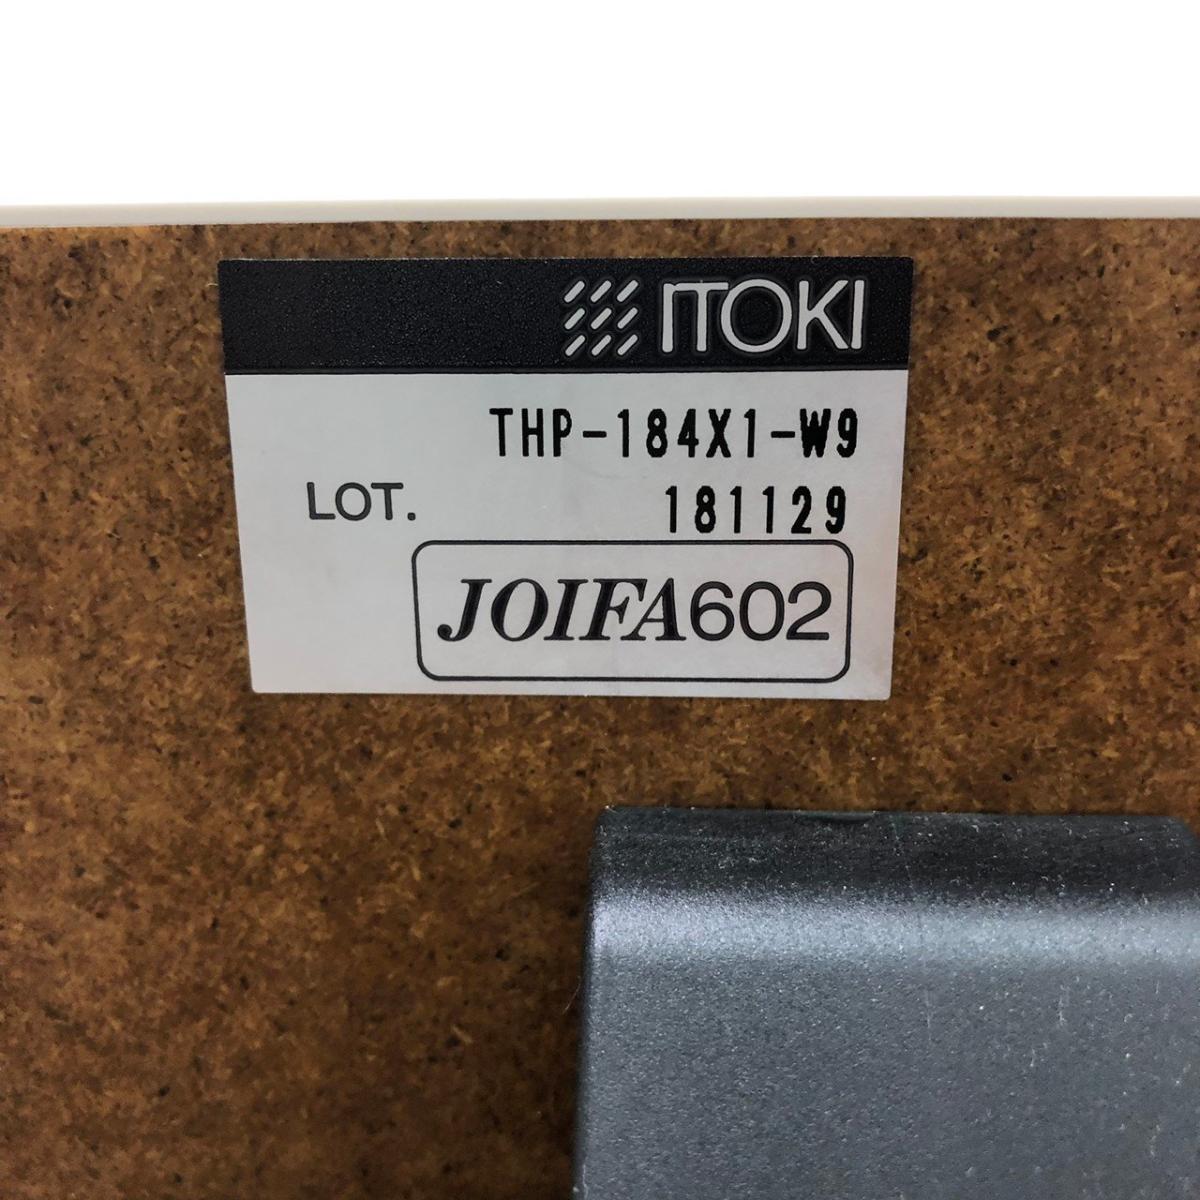 ITOKI
THP-184X1-W9
LOT. 181129
JOIFA602